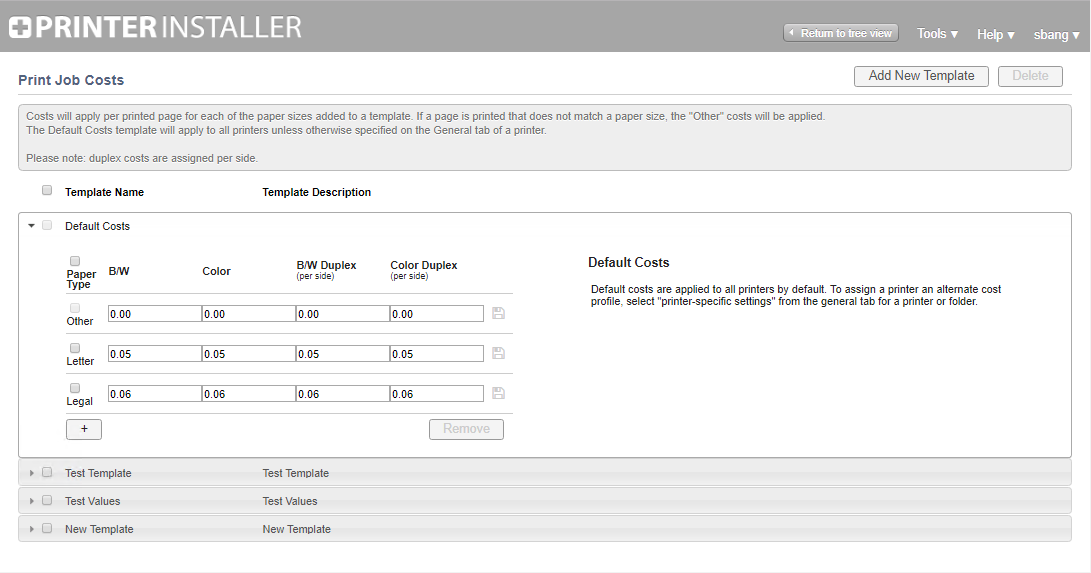 PRINTER INSTALLER
Return to tree view Tools ▾ Help ▾ sbang ▾
Print Job Costs Add New Template Delete
Costs will apply per printed page for each of the paper sizes added to a template. If a page is printed that does not match a paper size, the "Other" costs will be applied.
The Default Costs template will apply to all printers unless otherwise specified on the General tab of a printer.
Please note: duplex costs are assigned per side.
Template Name Template Description
Default Costs
Paper Type B/W Color B/W Duplex (per side) Color Duplex (per side)
Other 0.00 0.00 0.00 0.00
Letter 0.05 0.05 0.05 0.05
Legal 0.06 0.06 0.06 0.06
+ Remove
Default Costs
Default costs are applied to all printers by default. To assign a printer an alternate cost
profile, select "printer-specific settings" from the general tab for a printer or folder.
Test Template Test Template
Test Values Test Values
New Template New Template